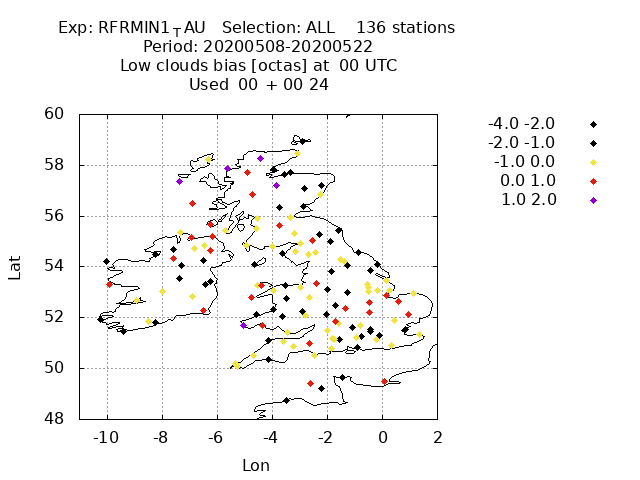 Exp: RFRMIN1_TAU Selection: ALL 136 stations
Period: 20200508-20200522
Low clouds bias [octas] at 00 UTC
Used 00 + 00 24
-4.0 -2.0
-2.0 -1.0
-1.0 0.0
0.0 1.0
1.0 2.0
60
58
56
54
52
50
48
Lat
-10 -8 -6 -4 -2 0 2
Lon